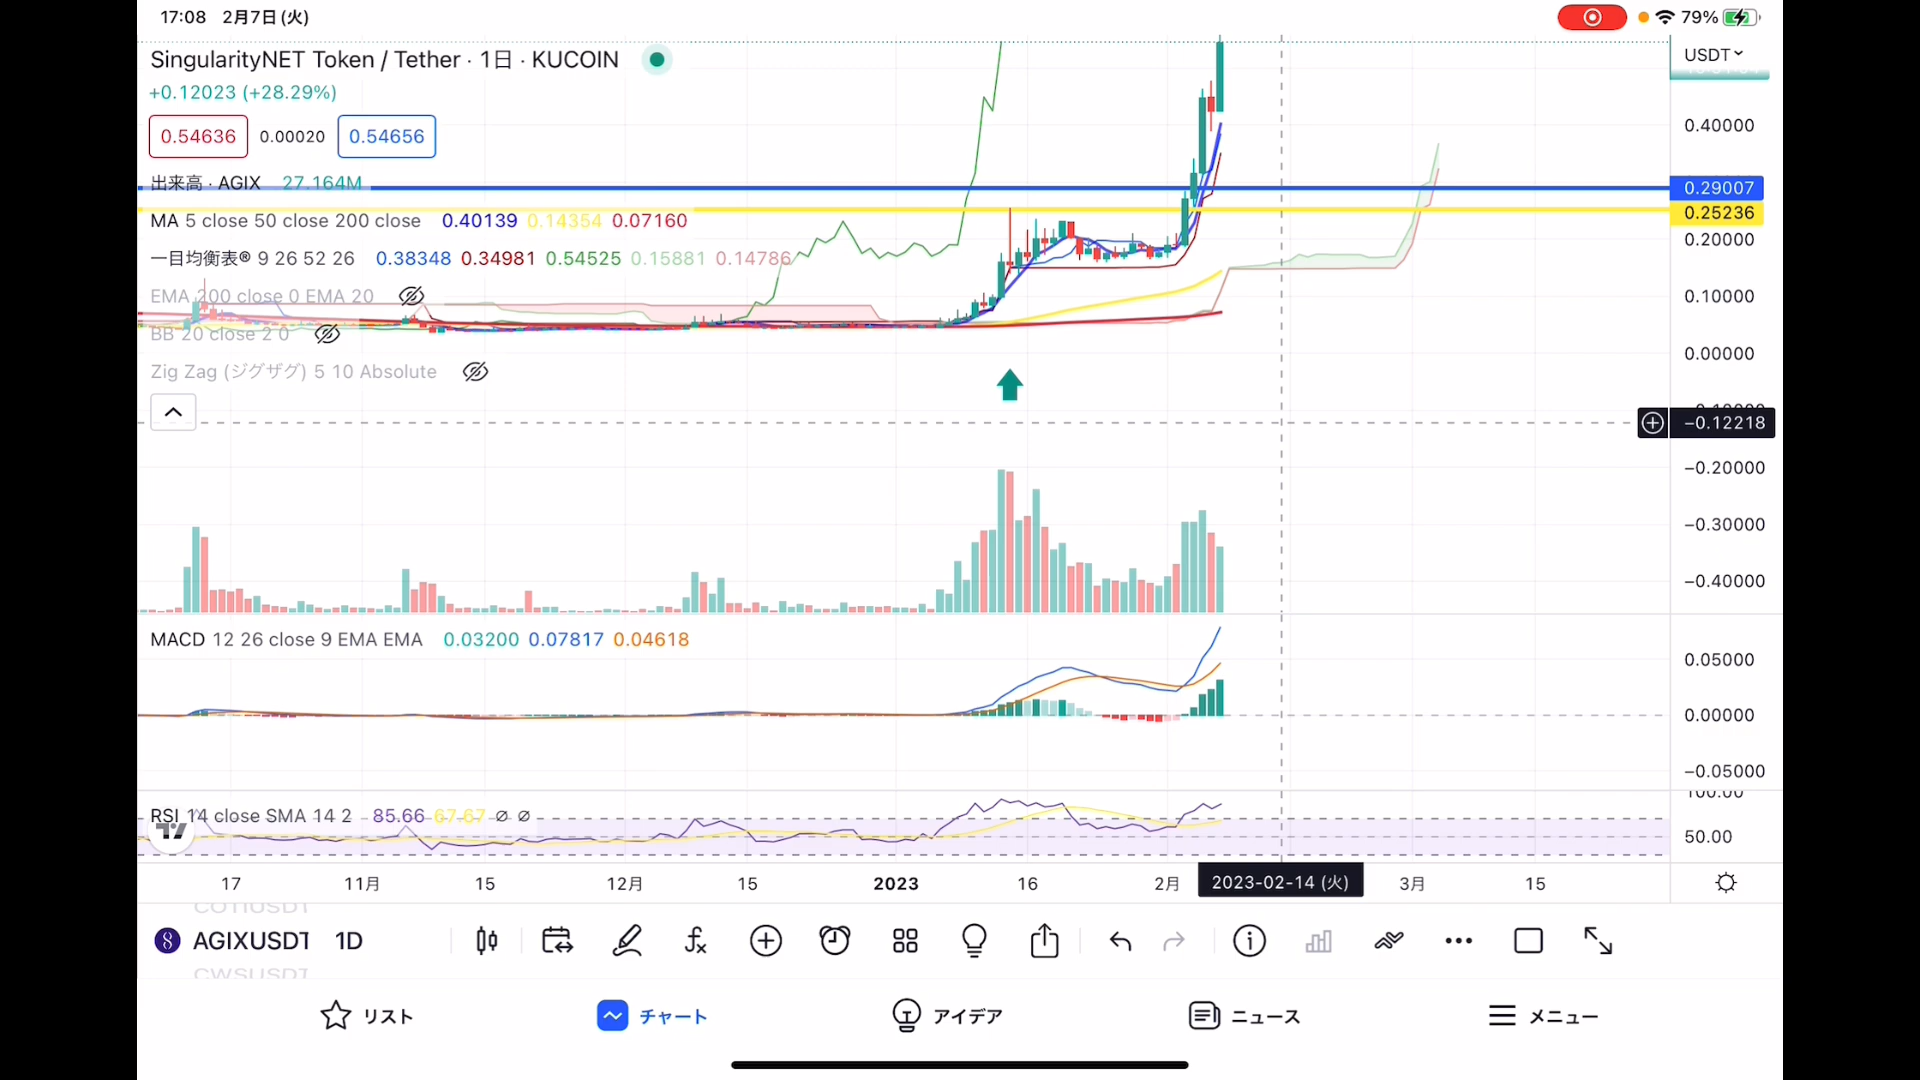 17:08 2月7日(火)
79%
SingularityNET Token / Tether · 1日 · KUCOIN
USDT
+0.12023 (+28.29%)
0.54636 0.00020 0.54656
0.40000
出来高 · AGIX 27.164M
0.29007
MA 5 close 50 close 200 close 0.40139 0.14354 0.07160
0.25236
0.20000
一目均衡表® 9 26 52 26 0.38348 0.34981 0.54525 0.15881 0.14786
EMA 200 close 0 EMA 20
0.10000
BB 20 close 2 0
0.00000
Zig Zag (ジグザグ) 5 10 Absolute
−0.12218
−0.20000
−0.30000
−0.40000
MACD 12 26 close 9 EMA EMA 0.03200 0.07817 0.04618
0.05000
0.00000
−0.05000
100.00
RSI 14 close SMA 14 2 85.66 67.67 ∅ ∅
50.00
17 11月 15 12月 15 2023 16 2月 2023-02-14 (火) 3月 15
COTIUSDT
AGIXUSDT 1D
CWSUSDT
リスト チャート アイデア ニュース メニュー